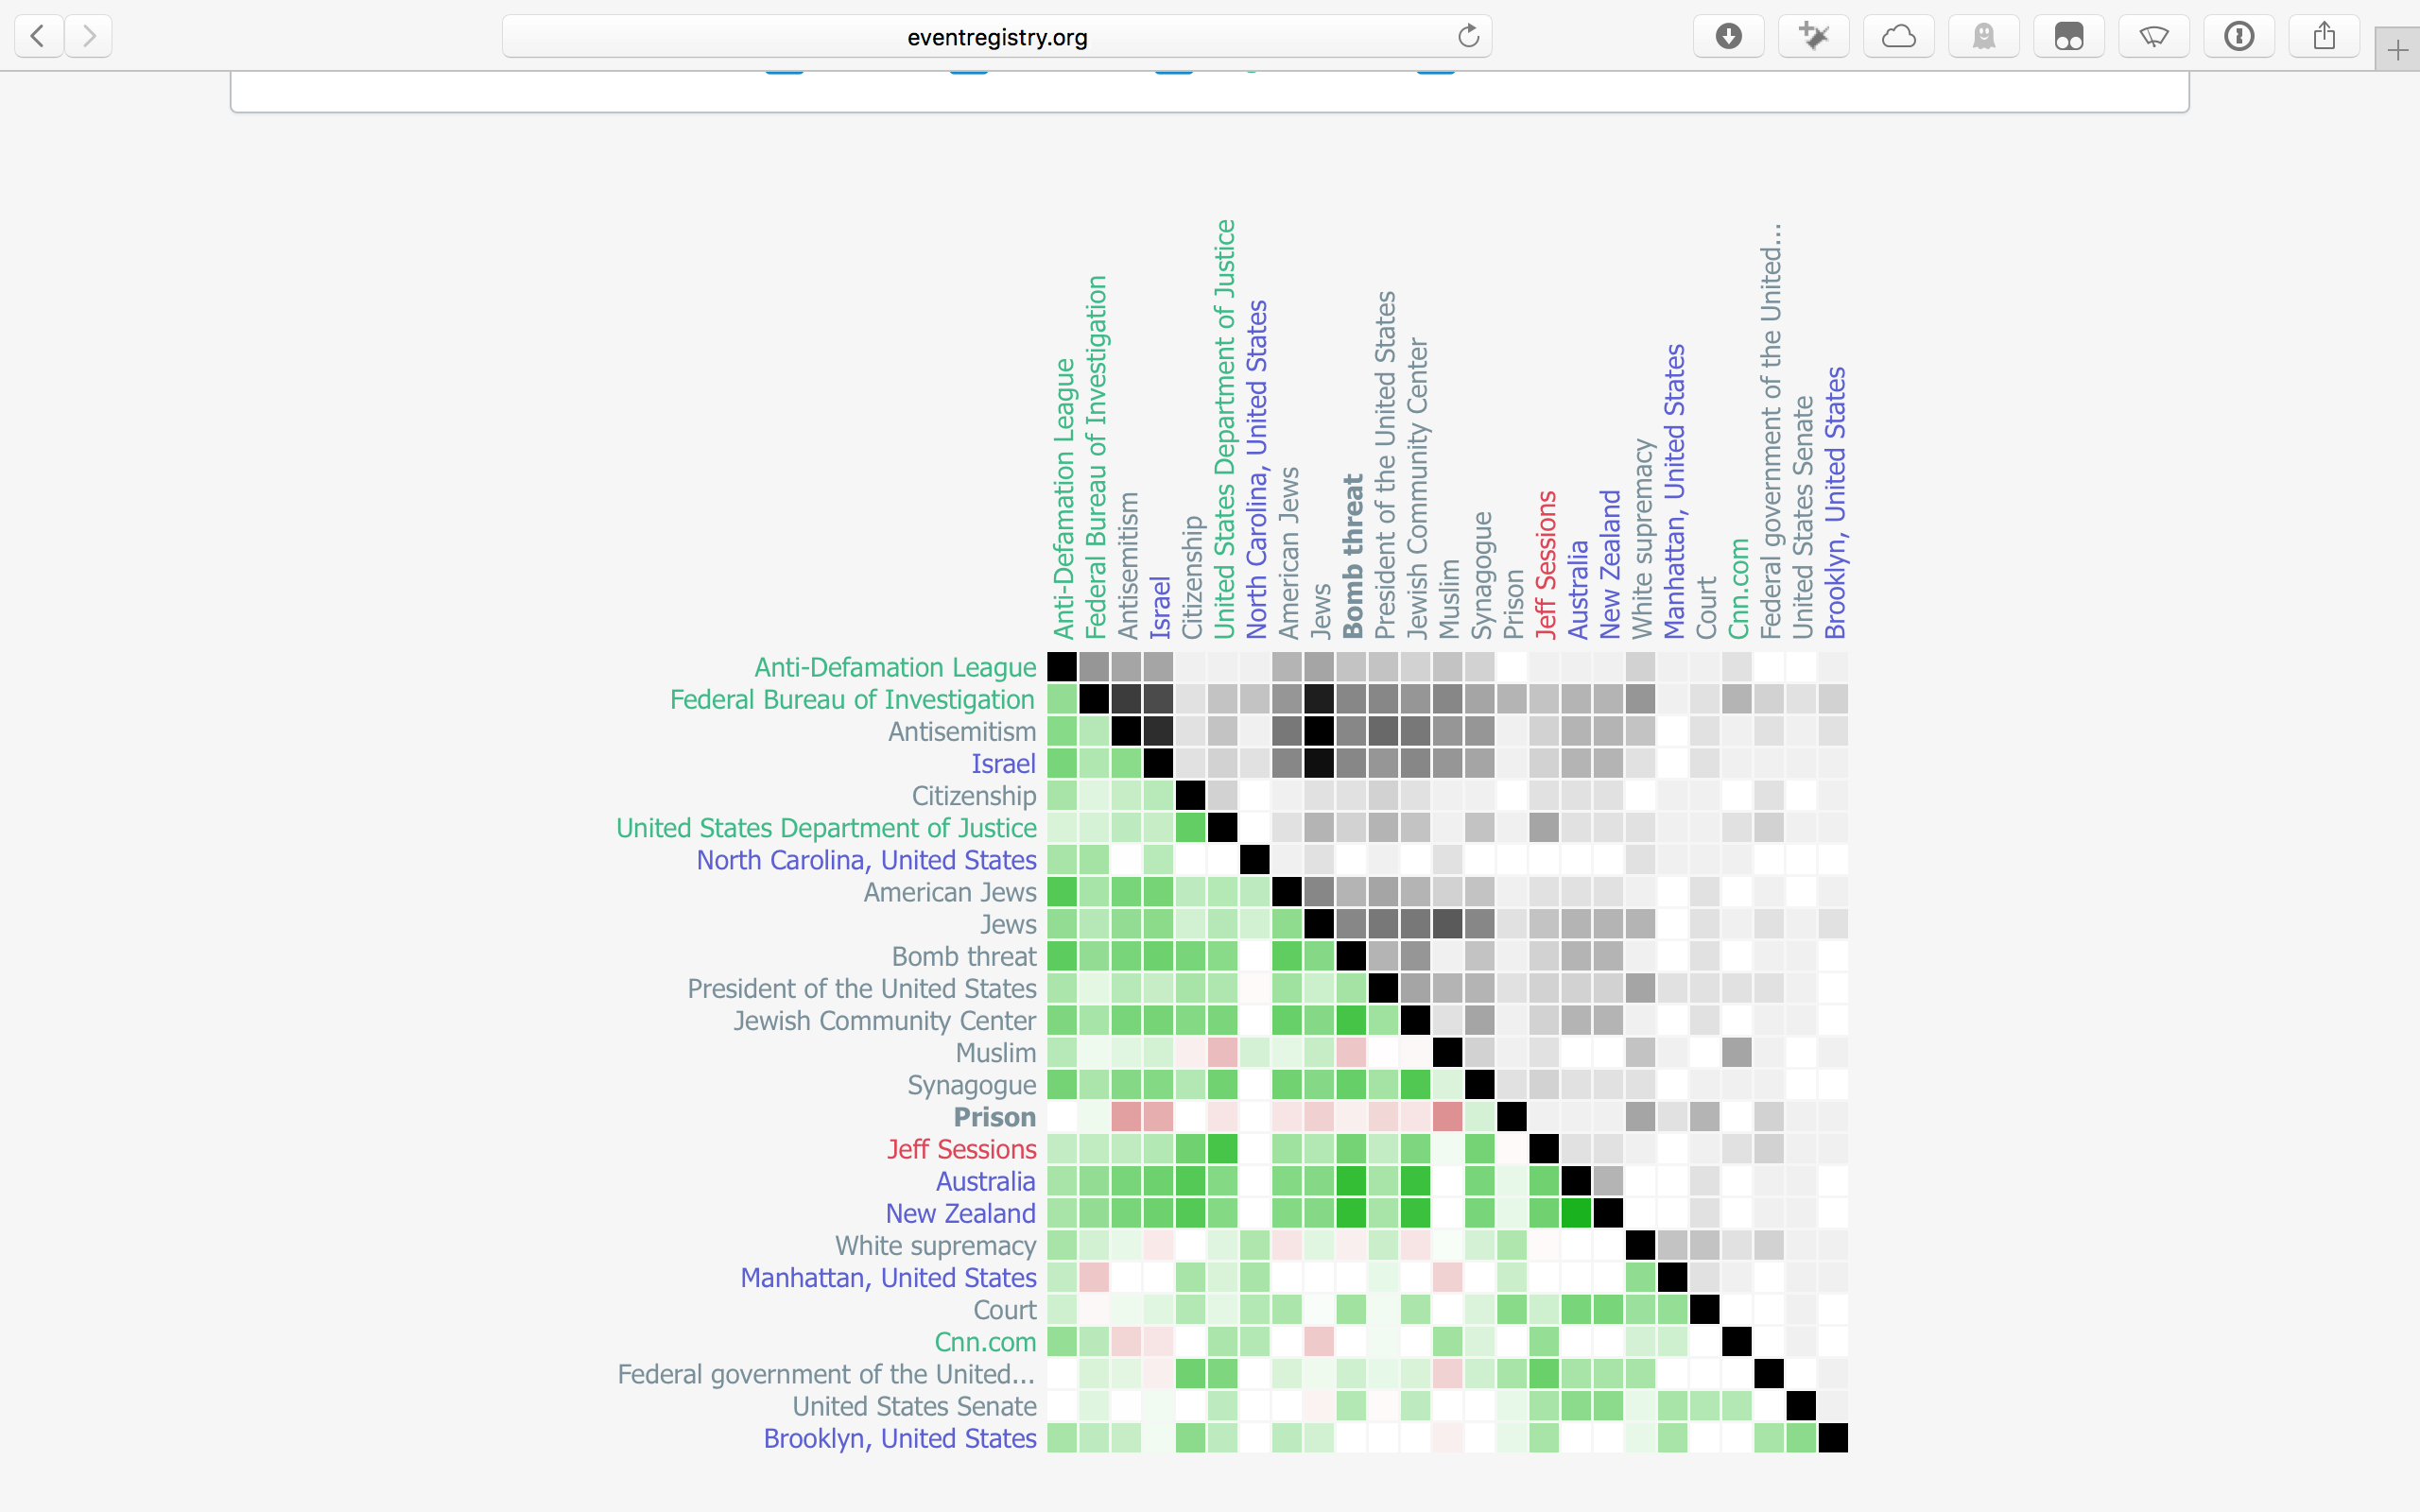 eventregistry.org
Anti-Defamation League
Federal Bureau of Investigation
Antisemitism
Israel
Citizenship
United States Department of Justice
North Carolina, United States
American Jews
Jews
Bomb threat
President of the United States
Jewish Community Center
Muslim
Synagogue
Prison
Jeff Sessions
Australia
New Zealand
White supremacy
Manhattan, United States
Court
Cnn.com
Federal government of the United...
United States Senate
Brooklyn, United States
Anti-Defamation League
Federal Bureau of Investigation
Antisemitism
Israel
Citizenship
United States Department of Justice
North Carolina, United States
American Jews
Jews
Bomb threat
President of the United States
Jewish Community Center
Muslim
Synagogue
Prison
Jeff Sessions
Australia
New Zealand
White supremacy
Manhattan, United States
Court
Cnn.com
Federal government of the United...
United States Senate
Brooklyn, United States